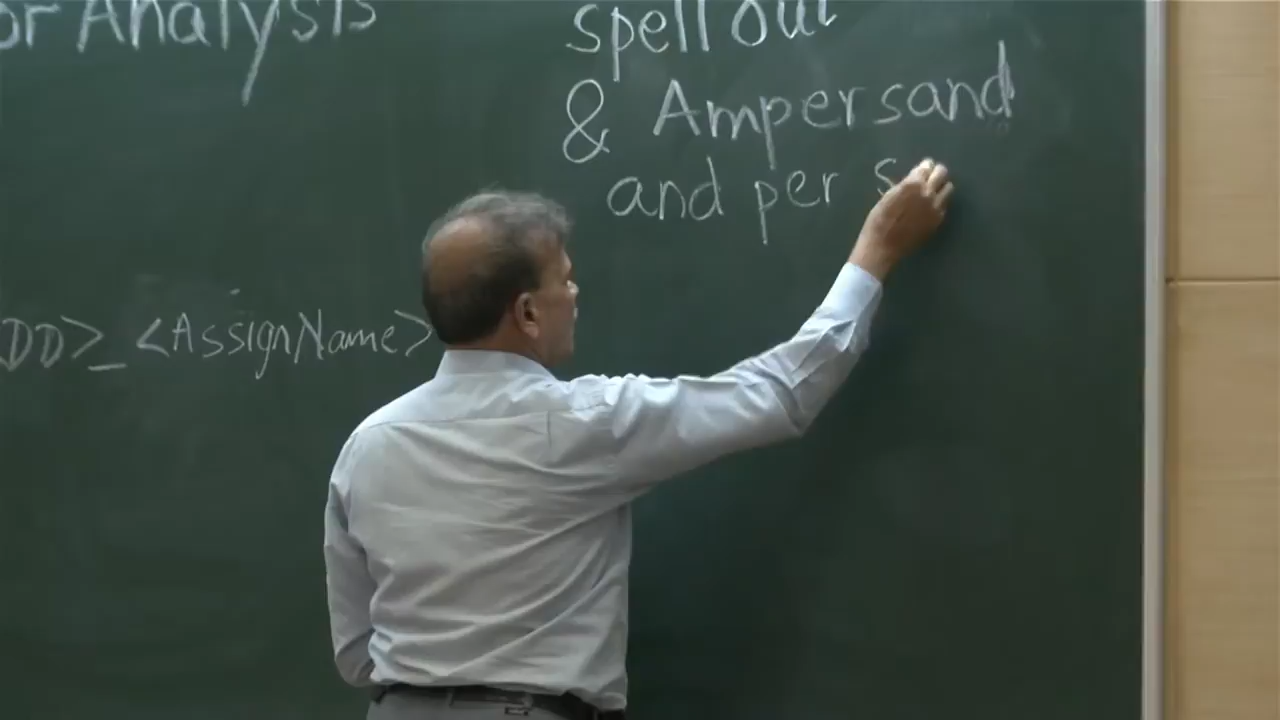 or Analysis
spell out
& Ampersand
and per s
DD>_<AssignName>